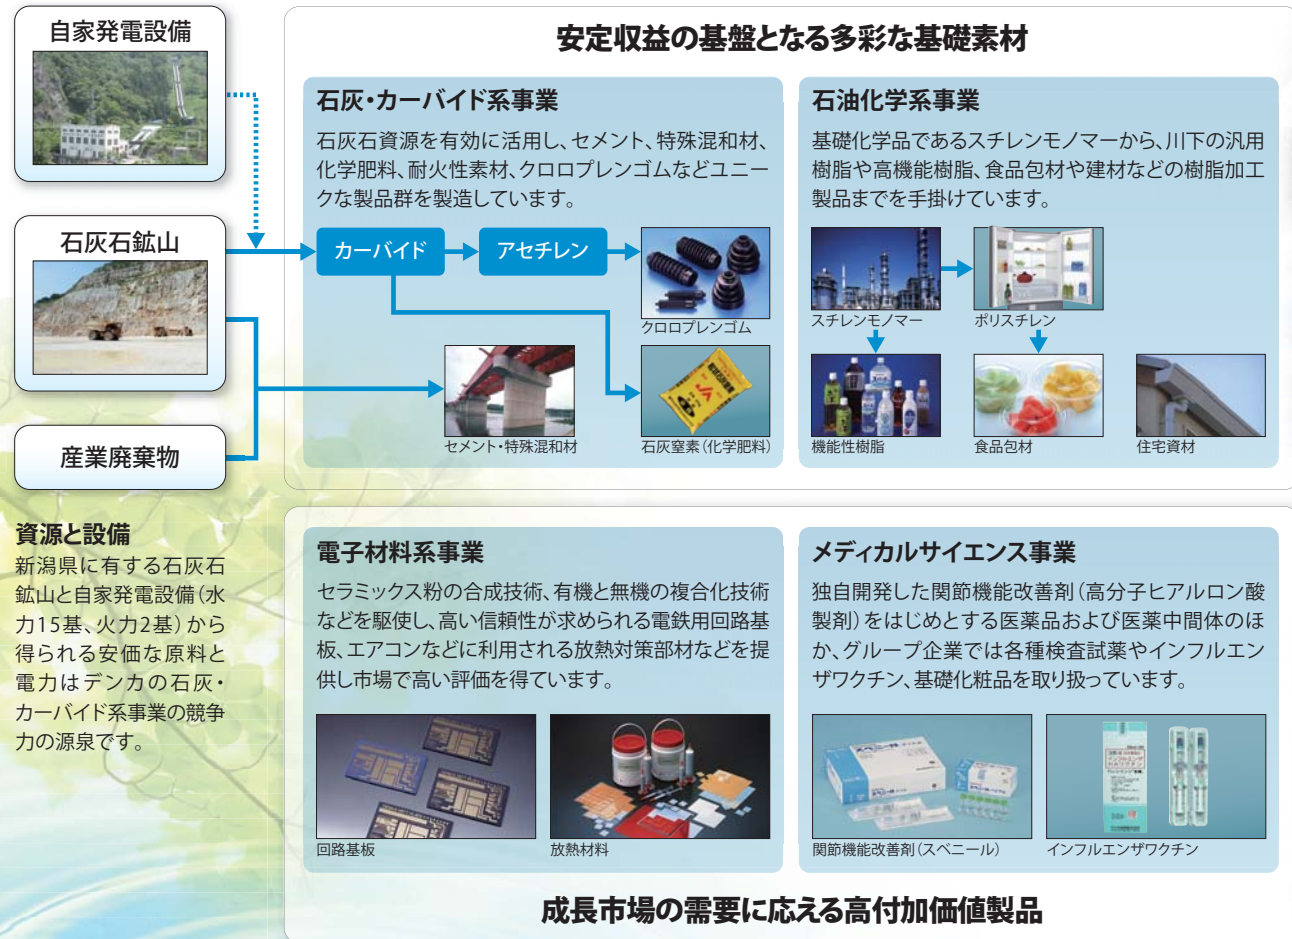 自家発電設備
石灰石鉱山
産業廃棄物
資源と設備
新潟県に有する石灰石
鉱山と自家発電設備（水
力15基、火力2基）から
得られる安価な原料と
電力はデンカの石灰・
カーバイド系事業の競争
力の源泉です。
安定収益の基盤となる多彩な基礎素材
石灰・カーバイド系事業
石灰石資源を有効に活用し、セメント、特殊混和材、
化学肥料、耐火性素材、クロロプレンゴムなどユニー
クな製品群を製造しています。
カーバイド
アセチレン
クロロプレンゴム
セメント・特殊混和材
石灰窒素（化学肥料）
石油化学系事業
基礎化学品であるスチレンモノマーから、川下の汎用
樹脂や高機能樹脂、食品包材や建材などの樹脂加工
製品までを手掛けています。
スチレンモノマー
ポリスチレン
機能性樹脂
食品包材
住宅資材
電子材料系事業
セラミックス粉の合成技術、有機と無機の複合化技術
などを駆使し、高い信頼性が求められる電鉄用回路基
板、エアコンなどに利用される放熱対策部材などを提
供し市場で高い評価を得ています。
回路基板
放熱材料
メディカルサイエンス事業
独自開発した関節機能改善剤（高分子ヒアルロン酸
製剤）をはじめとする医薬品および医薬中間体のほ
か、グループ企業では各種検査試薬やインフルエン
ザワクチン、基礎化粧品を取り扱っています。
関節機能改善剤（スベニール）
インフルエンザワクチン
成長市場の需要に応える高付加価値製品